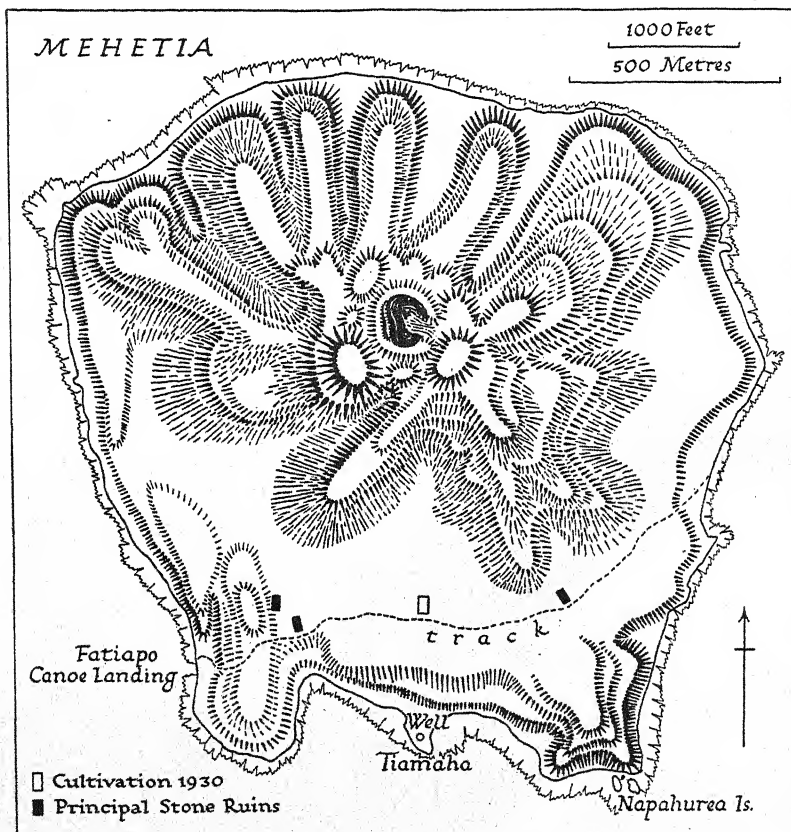 MEHETIA
1000 Feet
500 Metres
track
Fatiapo
Canoe Landing
Well
Tiamaha
Cultivation 1930
Principal Stone Ruins
Napahurea Is.